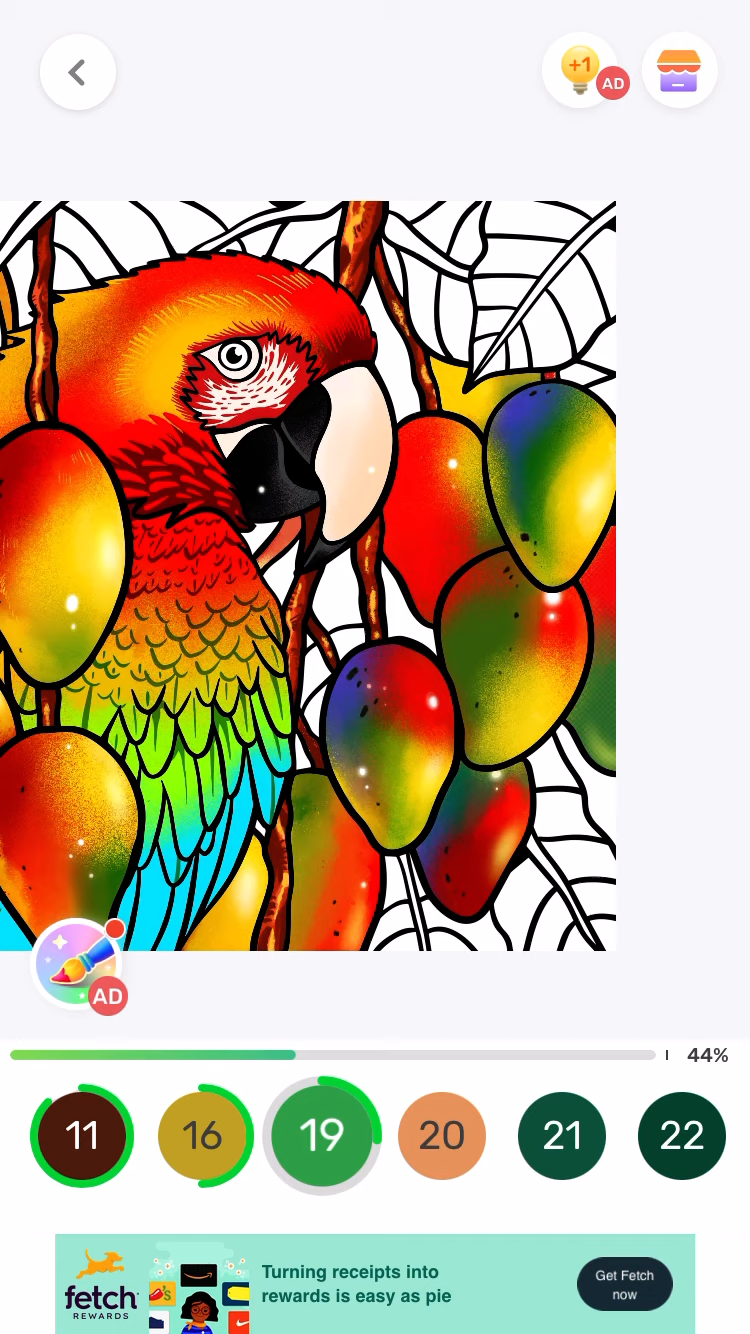 +1
AD
AD
44%
11
16
19
20
21
22
fetch
REWARDS
Turning receipts into
rewards is easy as pie
Get Fetch
now